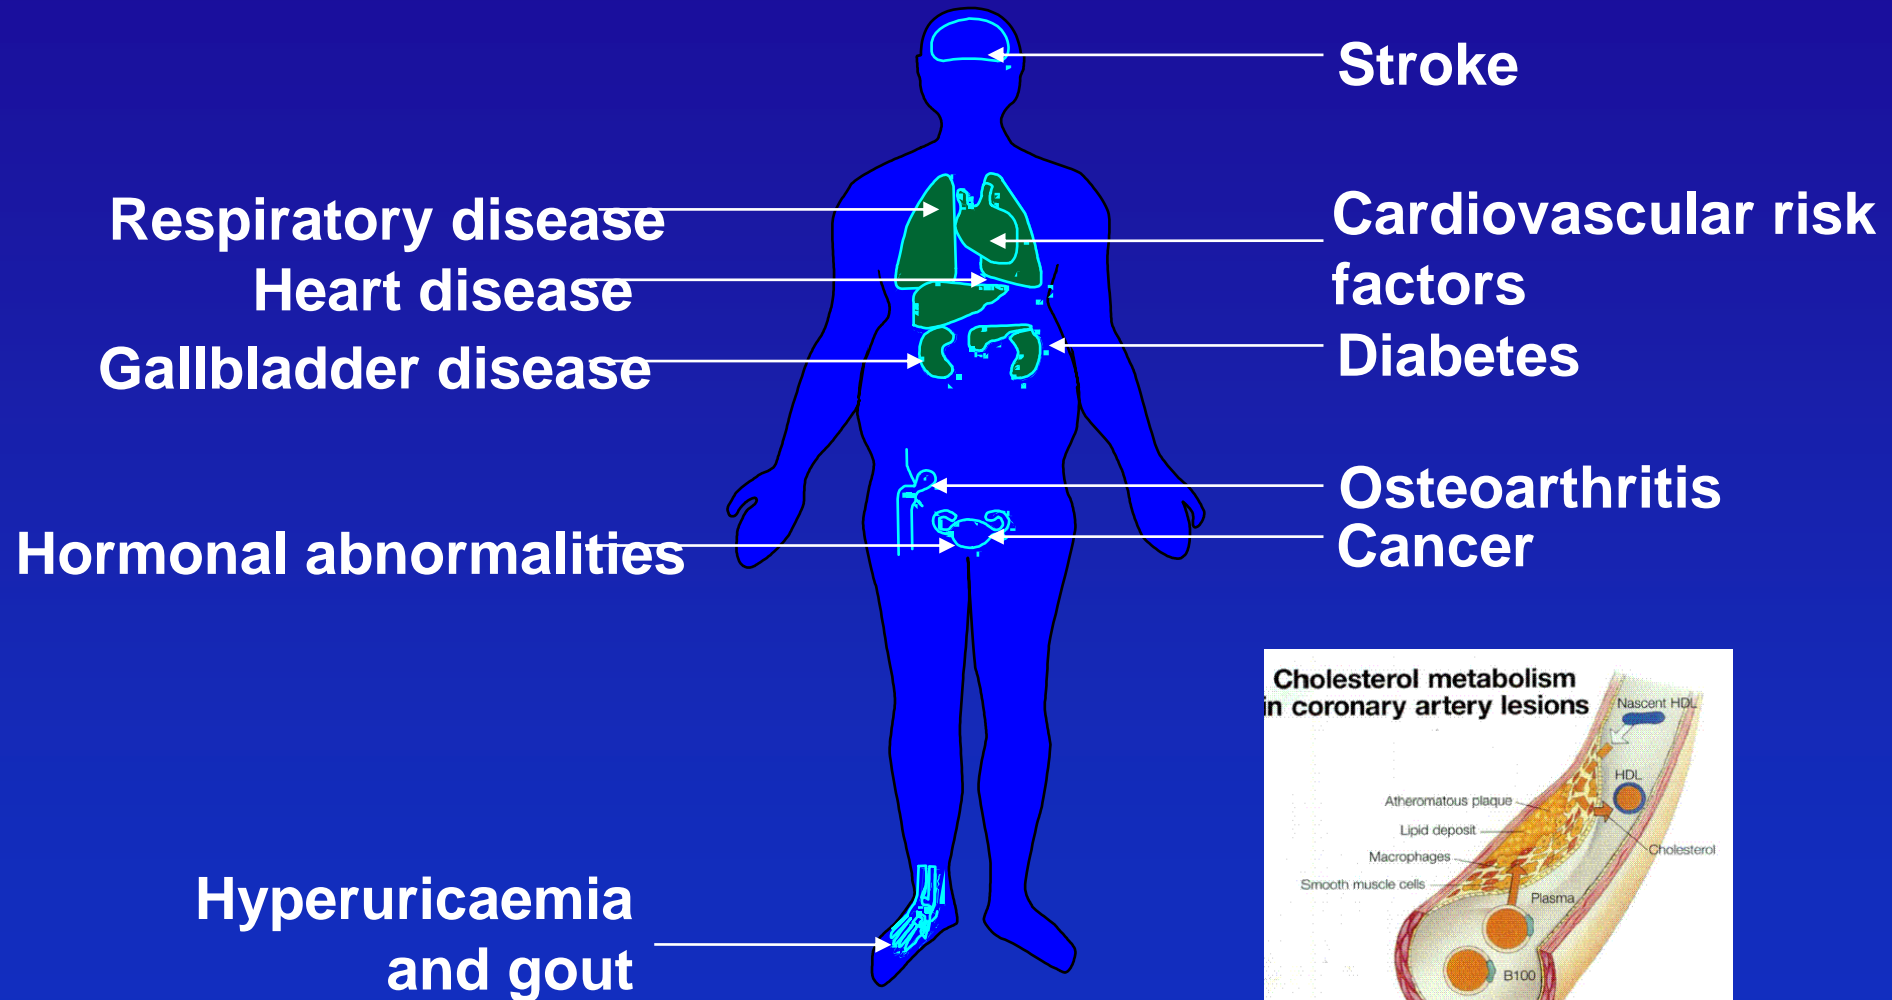 Stroke
Respiratory disease
Cardiovascular risk
factors
Heart disease
Gallbladder disease
Diabetes
Osteoarthritis
Hormonal abnormalities
Cancer
Hyperuricaemia
and gout
Cholesterol metabolism
in coronary artery lesions
Nascent HDL
HDL
Atheromatous plaque
Lipid deposit
Cholesterol
Macrophages
Smooth muscle cells
Plasma
B100